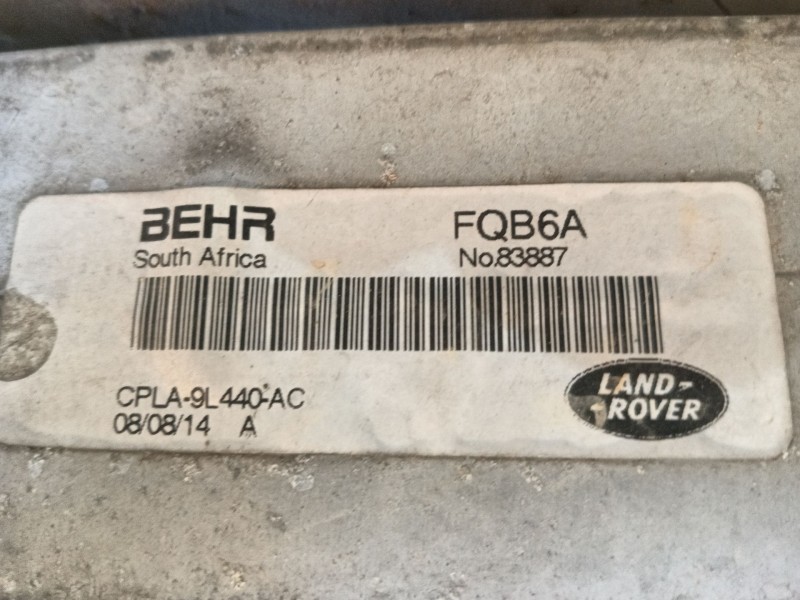 BEHR FQB6A
South Africa No.83887
CPLA-9L440-AC
08/08/14 A
LAND-
-ROVER